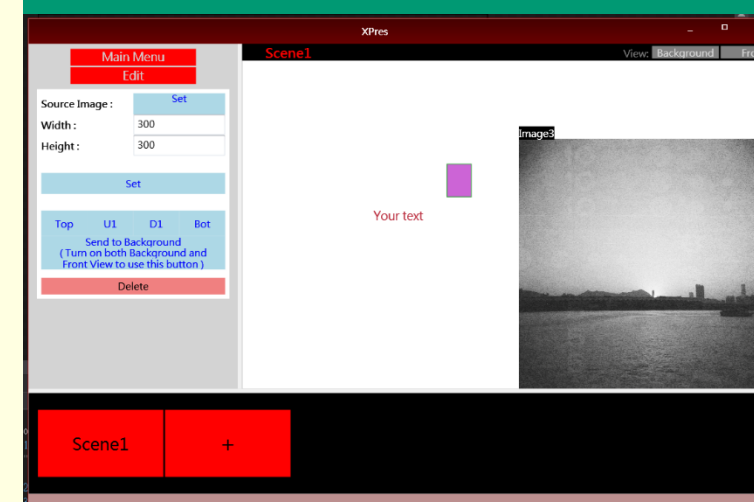 XPres
Main Menu
Edit
Scene1
View: Background
Source Image : Set
Width : 300
Height : 300
Set
Top U1 D1 Bot
Send to Background
( Turn on both Background and
Front View to use this button )
Delete
Your text
Image3
Scene1 +